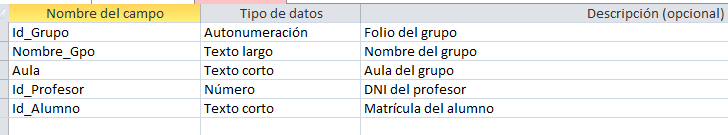 Nombre del campo Tipo de datos Descripción (opcional)
Id_Grupo Autonumeración Folio del grupo
Nombre_Gpo Texto largo Nombre del grupo
Aula Texto corto Aula del grupo
Id_Profesor Número DNI del profesor
Id_Alumno Texto corto Matrícula del alumno